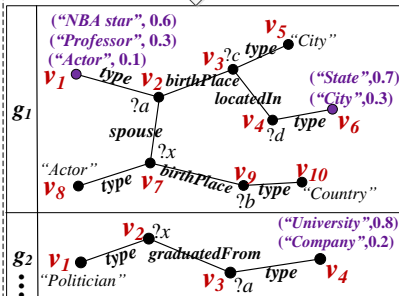 ("NBA star", 0.6)
("Professor", 0.3)
("Actor", 0.1)
v5
"City"
v3 ?c type
v1 type v2 birthPlace
("State",0.7)
("City",0.3)
locatedIn
?a
v4 ?d type v6
spouse
g1
?x
"Actor"
v8 type v7 birthPlace v9 type v10
?b "Country"
g2
v2 ?x
("University",0.8)
("Company",0.2)
v1 type graduatedFrom
"Politician"
v3 ?a type v4